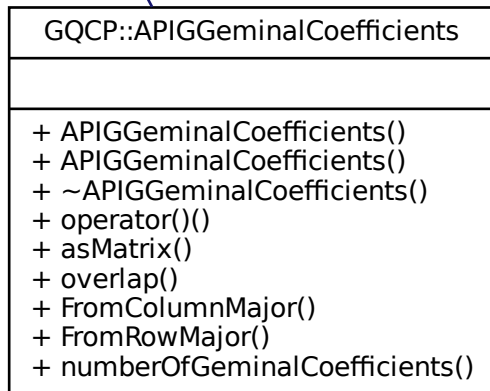 GQCP::APIGGeminalCoefficients
+ APIGGeminalCoefficients()
+ APIGGeminalCoefficients()
+ ~APIGGeminalCoefficients()
+ operator()()
+ asMatrix()
+ overlap()
+ FromColumnMajor()
+ FromRowMajor()
+ numberOfGeminalCoefficients()